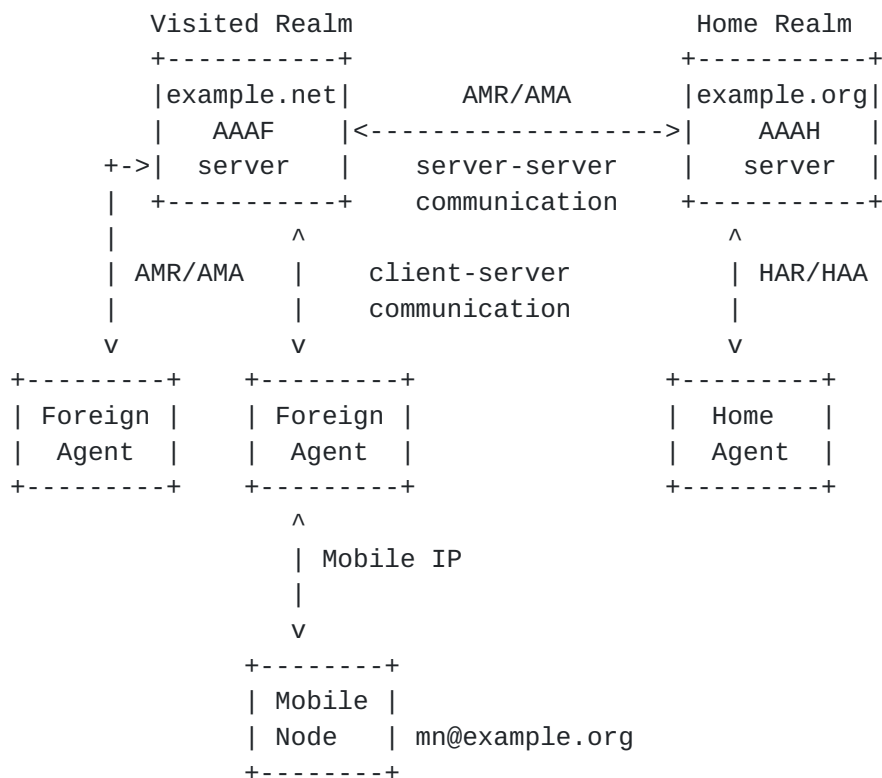 Visited Realm                     Home Realm
+-----------+                     +-----------+
|example.net|       AMR/AMA       |example.org|
|    AAAF   |<------------------->|    AAAH   |
+->|  server   |    server-server    |   server  |
|  +-----------+    communication    +-----------+
|           ^                            ^
| AMR/AMA   |    client-server           | HAR/HAA
|           |    communication           |
v           v                            v
+---------+    +---------+                 +---------+
| Foreign |    | Foreign |                 |  Home   |
|  Agent  |    |  Agent  |                 |  Agent  |
+---------+    +---------+                 +---------+
^
| Mobile IP
|
v
+--------+
| Mobile |
| Node   | mn@example.org
+--------+